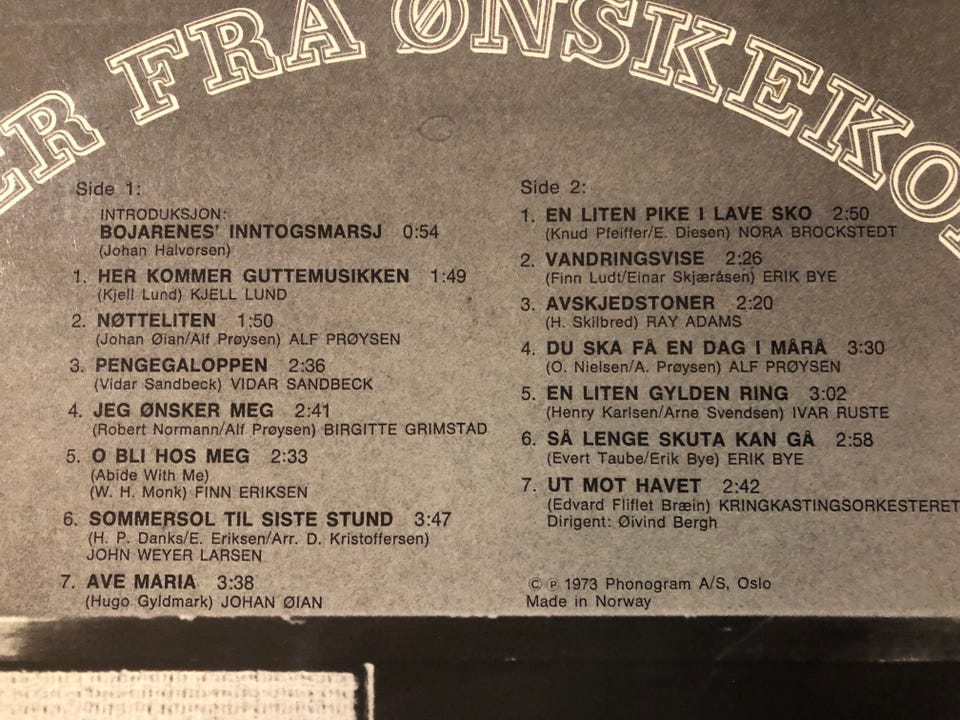 ER FRA ØNSKEKO
Side 1:
INTRODUKSJON:
BOJARENES' INNTOGSMARSJ 0:54
(Johan Halvorsen)
1. HER KOMMER GUTTEMUSIKKEN 1:49
(Kjell Lund) KJELL LUND
2. NØTTELITEN 1:50
(Johan Øian/Alf Prøysen) ALF PRØYSEN
3. PENGEGALOPPEN 2:36
(Vidar Sandbeck) VIDAR SANDBECK
4. JEG ØNSKER MEG 2:41
(Robert Normann/Alf Prøysen) BIRGITTE GRIMSTAD
5. O BLI HOS MEG 2:33
(Abide With Me)
(W. H. Monk) FINN ERIKSEN
6. SOMMERSOL TIL SISTE STUND 3:47
(H. P. Danks/E. Eriksen/Arr. D. Kristoffersen)
JOHN WEYER LARSEN
7. AVE MARIA 3:38
(Hugo Gyldmark) JOHAN ØIAN
Side 2:
1. EN LITEN PIKE I LAVE SKO 2:50
(Knud Pfeiffer/E. Diesen) NORA BROCKSTEDT
2. VANDRINGSVISE 2:26
(Finn Ludt/Einar Skjæråsen) ERIK BYE
3. AVSKJEDSTONER 2:20
(H. Skilbred) RAY ADAMS
4. DU SKA FÅ EN DAG I MÅRÅ 3:30
(O. Nielsen/A. Prøysen) ALF PRØYSEN
5. EN LITEN GYLDEN RING 3:02
(Henry Karlsen/Arne Svendsen) IVAR RUSTE
6. SÅ LENGE SKUTA KAN GÅ 2:58
(Evert Taube/Erik Bye) ERIK BYE
7. UT MOT HAVET 2:42
(Edvard Fliflet Bræin) KRINGKASTINGSORKESTERET
Dirigent: Øivind Bergh
© ℗ 1973 Phonogram A/S, Oslo
Made in Norway